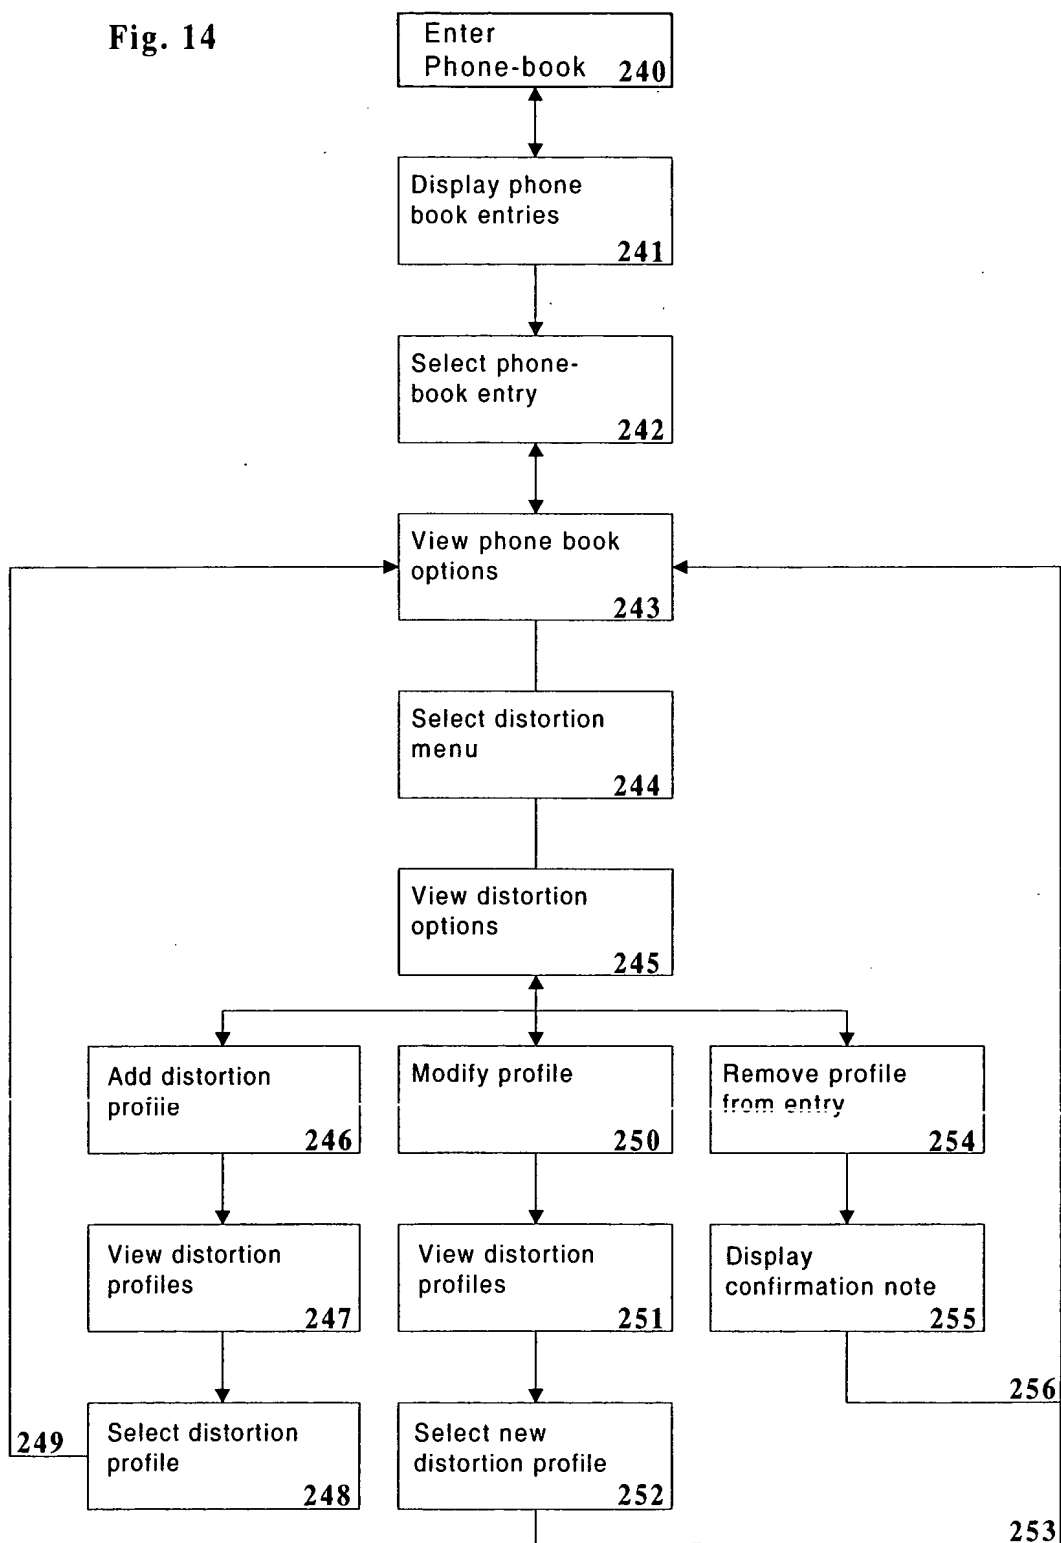 Fig. 14
Enter
Phone-book 240
Display phone
book entries
241
Select phone-
book entry
242
View phone book
options
243
Select distortion
menu
244
View distortion
options
245
Add distortion
profile
246
Modify profile
250
Remove profile
from entry
254
View distortion
profiles
247
View distortion
profiles
251
Display
confirmation note
255
256
249
Select distortion
profile
248
Select new
distortion profile
252
253